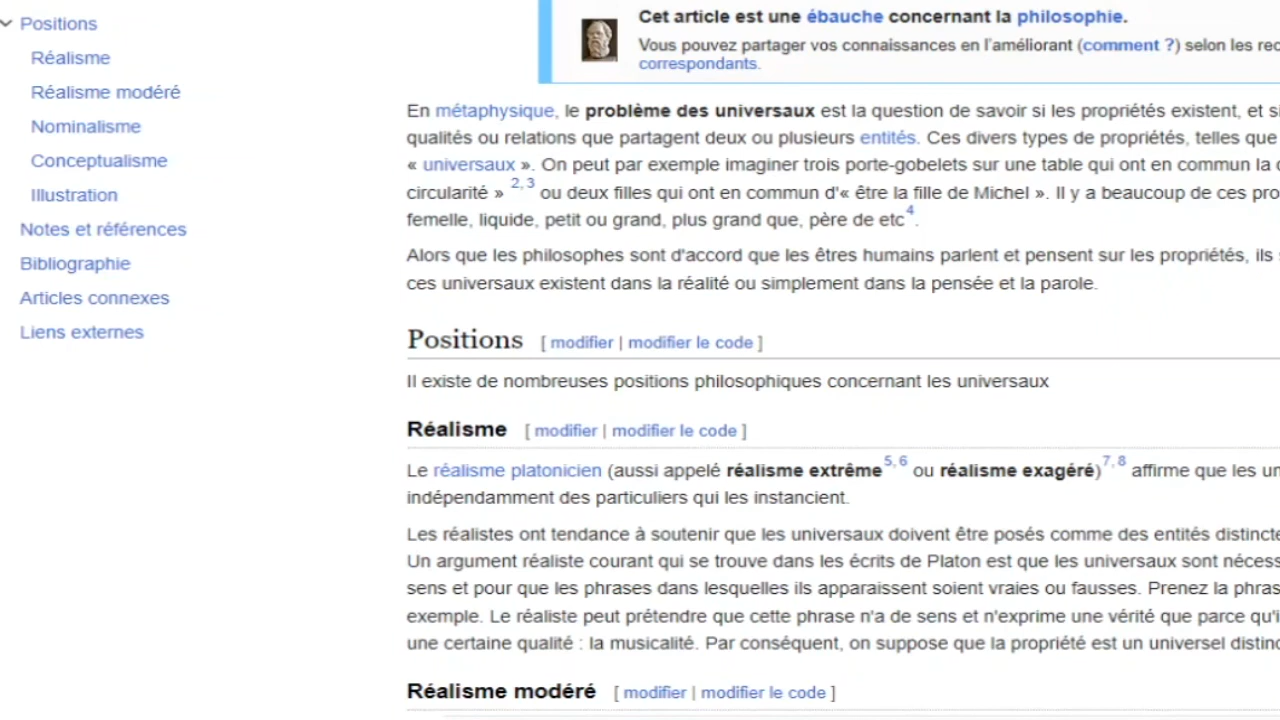 Positions
Réalisme
Réalisme modéré
Nominalisme
Conceptualisme
Illustration
Notes et références
Bibliographie
Articles connexes
Liens externes
Cet article est une ébauche concernant la philosophie.
Vous pouvez partager vos connaissances en l'améliorant (comment ?) selon les
correspondants.
En métaphysique, le problème des universaux est la question de savoir si les propriétés existent, et
qualités ou relations que partagent deux ou plusieurs entités. Ces divers types de propriétés, telles que
« universaux ». On peut par exemple imaginer trois porte-gobelets sur une table qui ont en commun la
circularité » 2, 3 ou deux filles qui ont en commun d'« être la fille de Michel ». Il y a beaucoup de ces
femelle, liquide, petit ou grand, plus grand que, père de etc4.
Alors que les philosophes sont d'accord que les êtres humains parlent et pensent sur les propriétés, ils
ces universaux existent dans la réalité ou simplement dans la pensée et la parole.
Positions [ modifier | modifier le code ]
Il existe de nombreuses positions philosophiques concernant les universaux
Réalisme [ modifier | modifier le code ]
Le réalisme platonicien (aussi appelé réalisme extrême5, 6 ou réalisme exagéré)7, 8 affirme que les
indépendamment des particuliers qui les instancient.
Les réalistes ont tendance à soutenir que les universaux doivent être posés comme des entités
Un argument réaliste courant qui se trouve dans les écrits de Platon est que les universaux sont
sens et pour que les phrases dans lesquelles ils apparaissent soient vraies ou fausses. Prenez la
exemple. Le réaliste peut prétendre que cette phrase n'a de sens et n'exprime une vérité que parce
une certaine qualité : la musicalité. Par conséquent, on suppose que la propriété est un universel
Réalisme modéré [ modifier | modifier le code ]